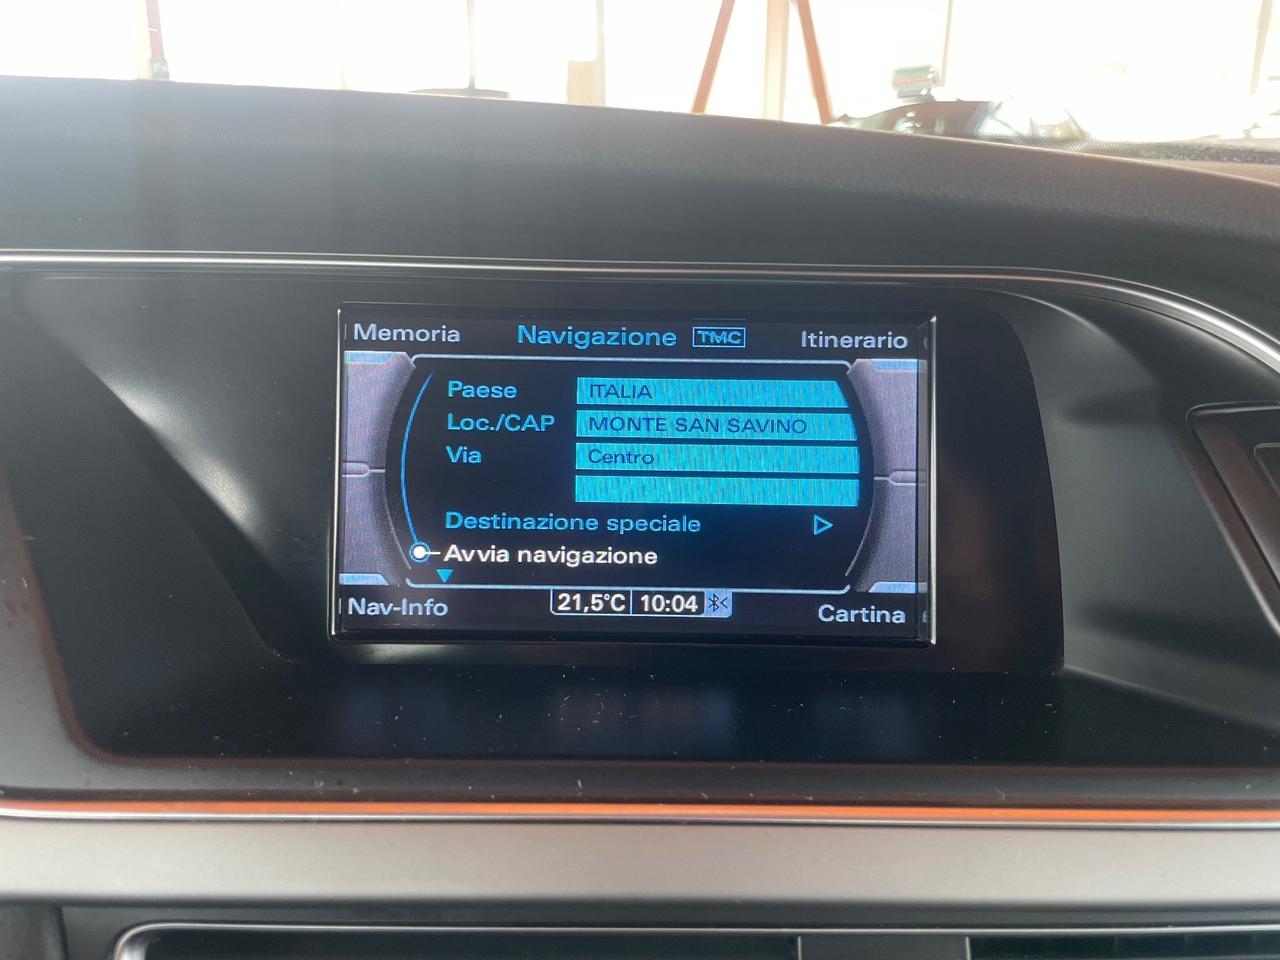 Memoria Navigazione TMC Itinerario
Paese ITALIA
Loc./CAP MONTE SAN SAVINO
Via Centro
Destinazione speciale
Avvia navigazione
Nav-Info 21,5°C 10:04 Cartina